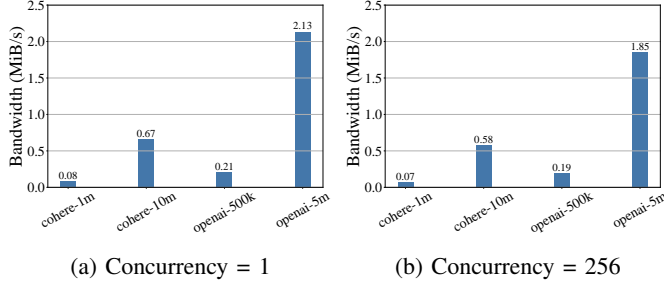 Bandwidth (MiB/s)
2.5
2.0
1.5
1.0
0.5
0.0
0.08
0.67
0.21
2.13
cohere-1m
cohere-10m
openai-500k
openai-5m
(a) Concurrency = 1
Bandwidth (MiB/s)
2.5
2.0
1.5
1.0
0.5
0.0
0.07
0.58
0.19
1.85
cohere-1m
cohere-10m
openai-500k
openai-5m
(b) Concurrency = 256